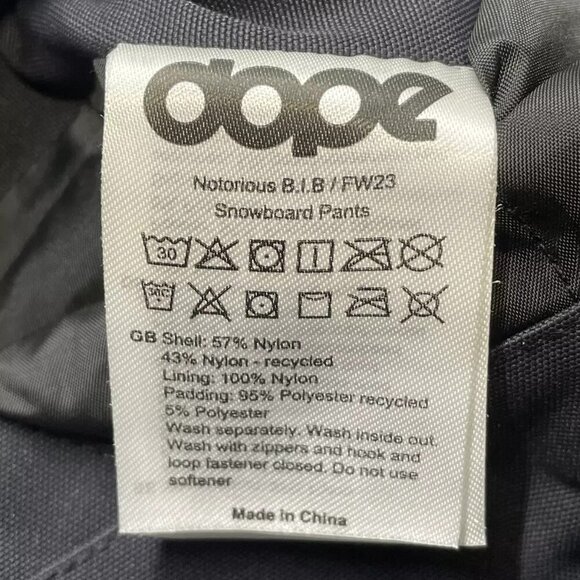 dope
Notorious B.I.B / FW23
Snowboard Pants
30
30C
GB Shell: 57% Nylon
43% Nylon - recycled
Lining: 100% Nylon
Padding: 95% Polyester recycled
5% Polyester
Wash separately. Wash inside out.
Wash with zippers and hook and
loop fastener closed. Do not use
softener
Made in China